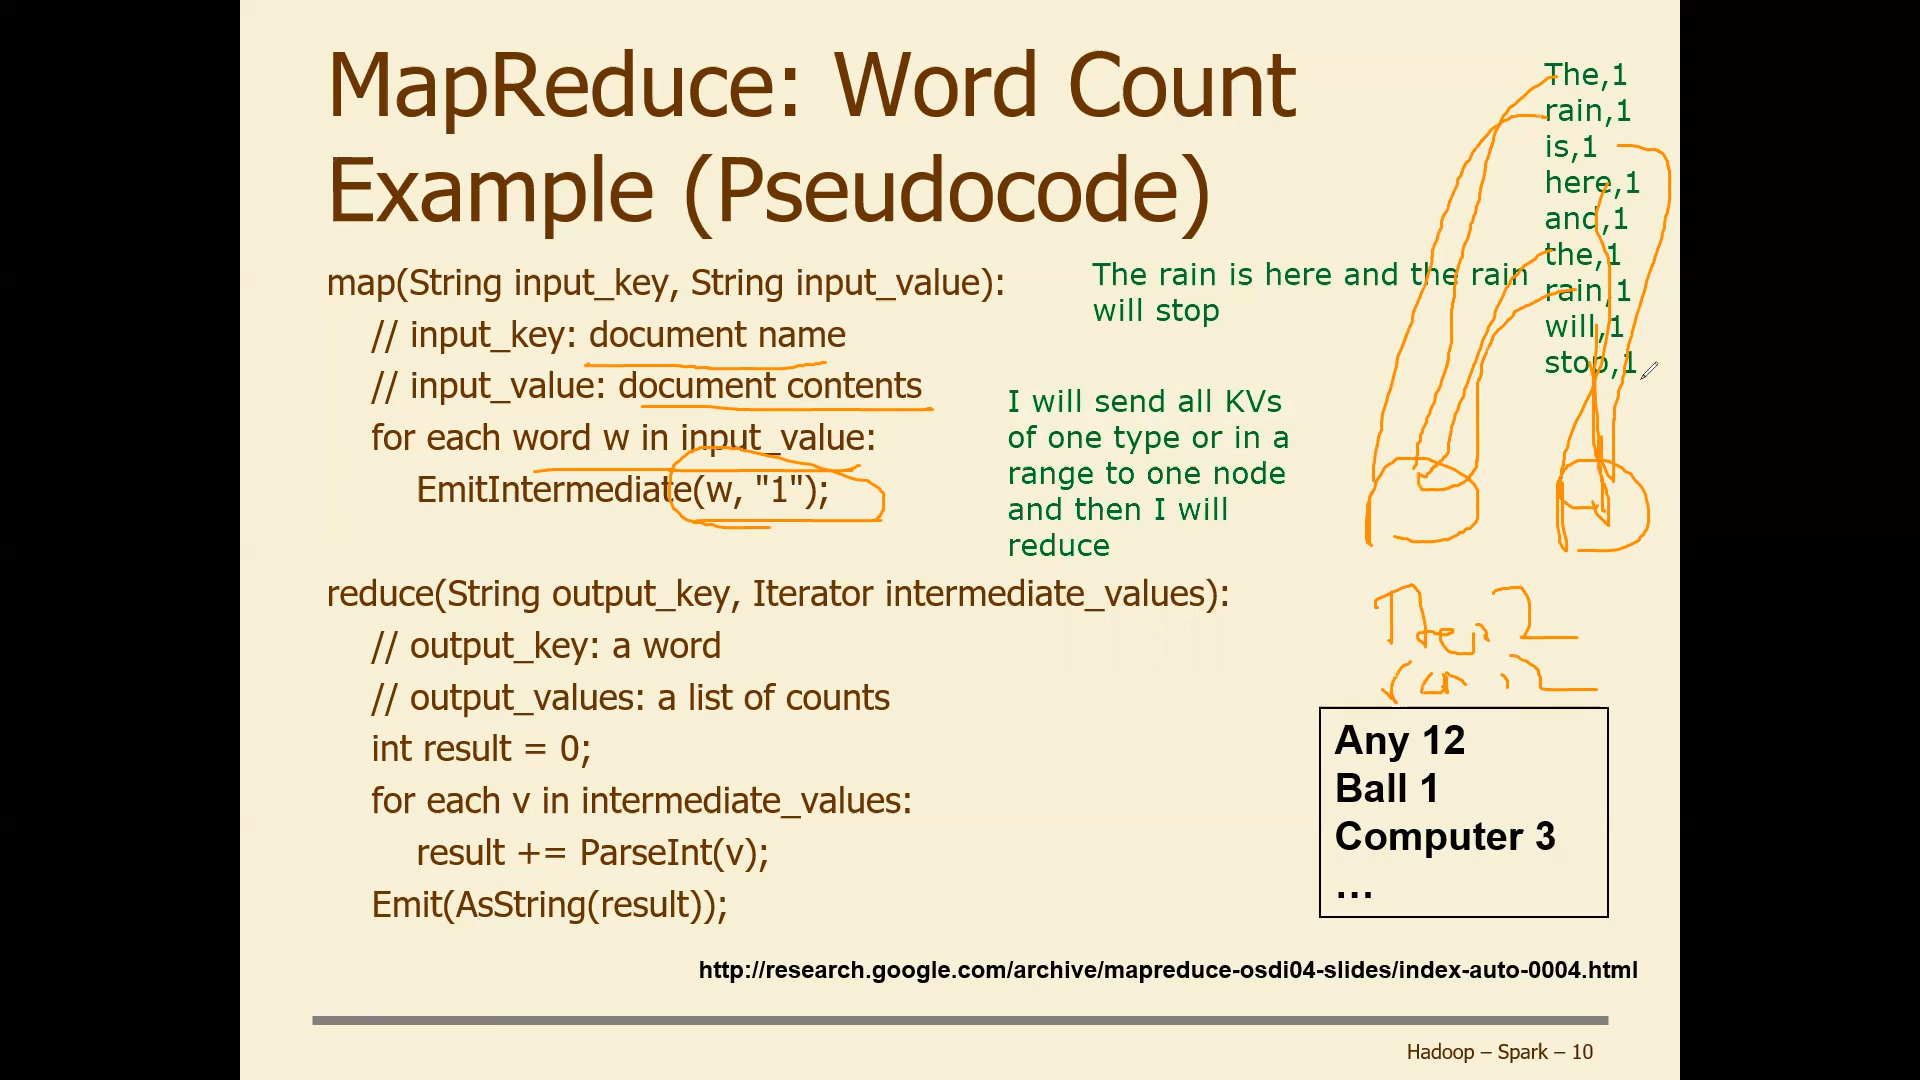 MapReduce: Word Count
Example (Pseudocode)
map(String input_key, String input_value):
// input_key: document name
// input_value: document contents
for each word w in input_value:
EmitIntermediate(w, "1");
The rain is here and the rain
will stop
The,1
rain,1
is,1
here,1
and,1
the,1
rain,1
will,1
stop,1
I will send all KVs
of one type or in a
range to one node
and then I will
reduce
reduce(String output_key, Iterator intermediate_values):
// output_key: a word
// output_values: a list of counts
int result = 0;
for each v in intermediate_values:
result += ParseInt(v);
Emit(AsString(result));
Any 12
Ball 1
Computer 3
…
http://research.google.com/archive/mapreduce-osdi04-slides/index-auto-0004.html
Hadoop – Spark – 10